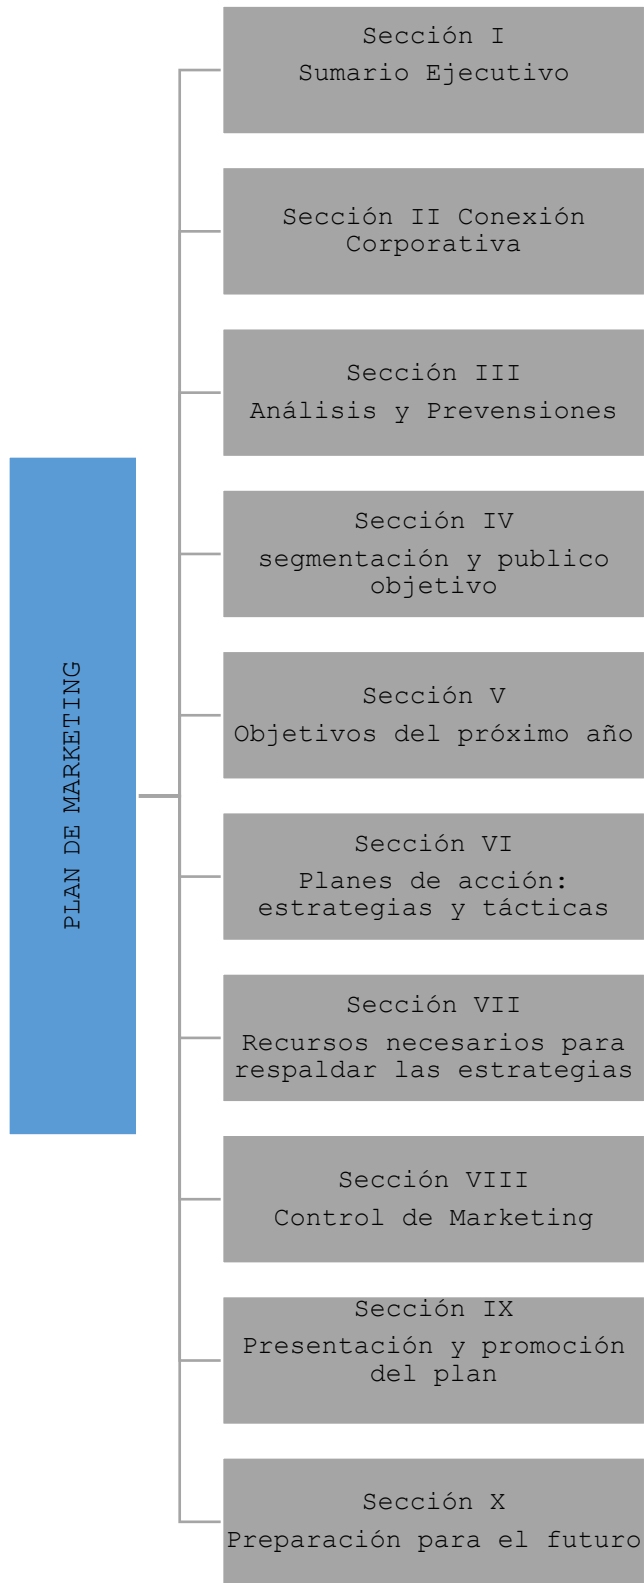 PLAN DE MARKETING
Sección I
Sumario Ejecutivo
Sección II Conexión
Corporativa
Sección III
Análisis y Prevensiones
Sección IV
segmentación y publico
objetivo
Sección V
Objetivos del próximo año
Sección VI
Planes de acción:
estrategias y tácticas
Sección VII
Recursos necesarios para
respaldar las estrategias
Sección VIII
Control de Marketing
Sección IX
Presentación y promoción
del plan
Sección X
Preparación para el futuro